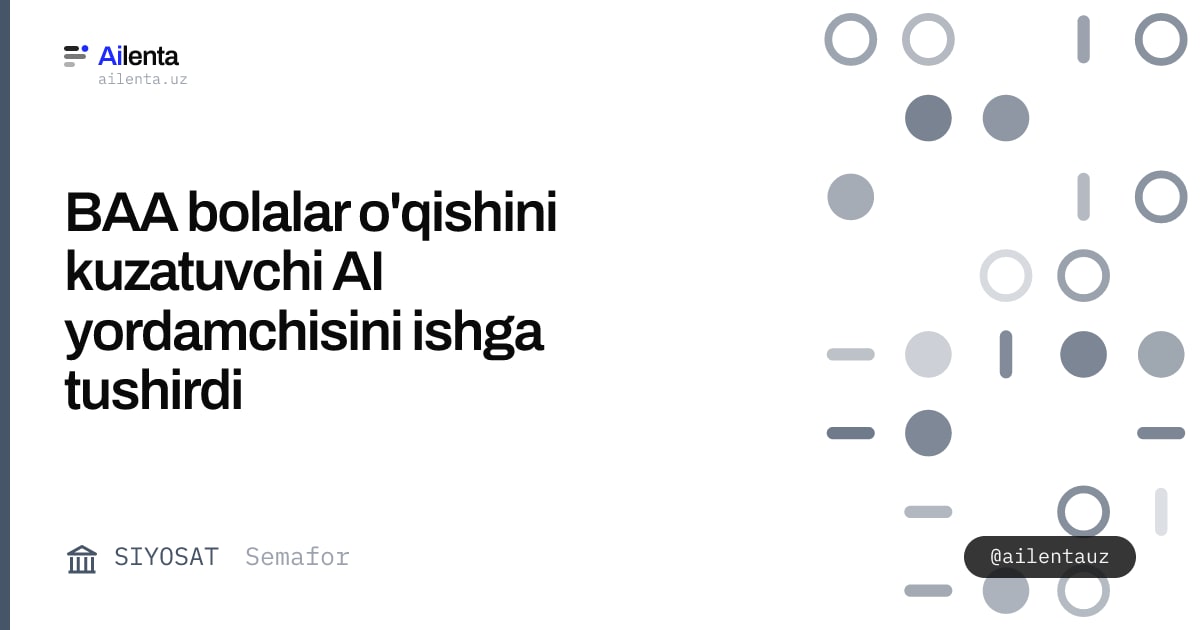 Ailenta
ailenta.uz
BAA bolalar o'qishini
kuzatuvchi AI
yordamchisini ishga
tushirdi
SIYOSAT Semafor
@ailentauz